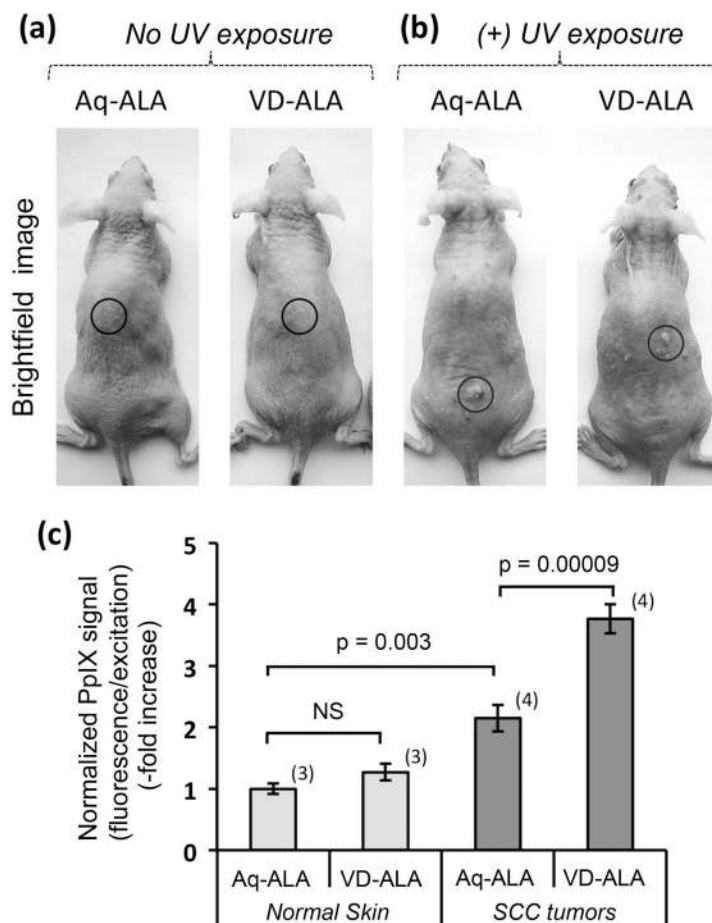 (a) No UV exposure (b) (+) UV exposure
Aq-ALA VD-ALA Aq-ALA VD-ALA
Brightfield image
(c)
Normalized PpIX signal
(fluorescence/excitation)
(-fold increase)
5
4
3
2
1
0
p = 0.00009
p = 0.003
NS
(3) (3) (4) (4)
Aq-ALA VD-ALA Aq-ALA VD-ALA
Normal Skin SCC tumors